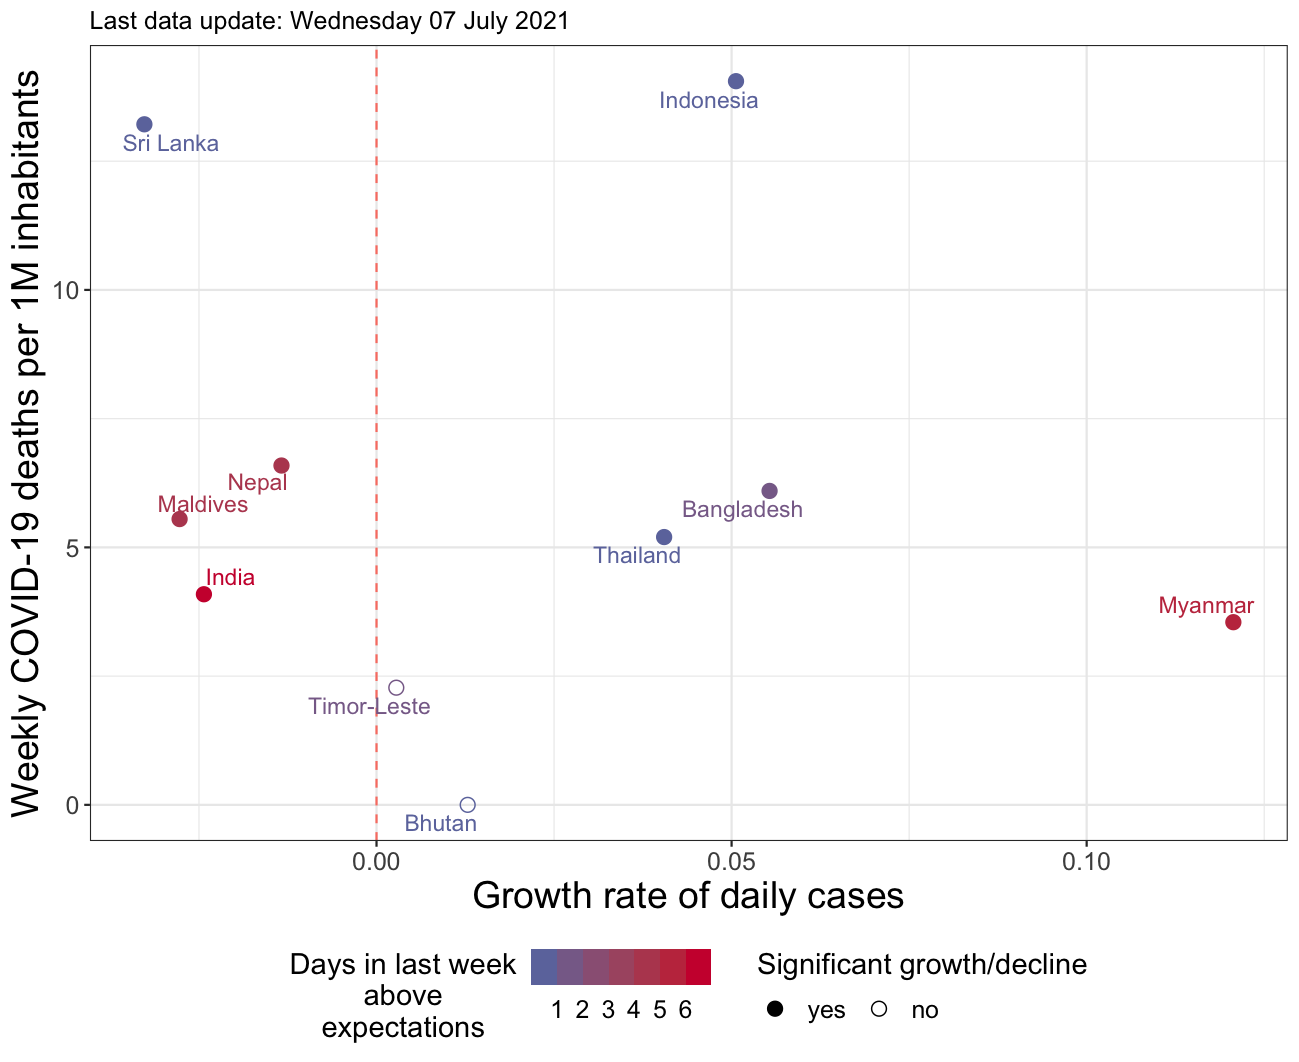 Last data update: Wednesday 07 July 2021
Weekly COVID-19 deaths per 1M inhabitants
10
5
0
Indonesia
Sri Lanka
Nepal
Maldives
Bangladesh
Thailand
India
Myanmar
Timor-Leste
Bhutan
0.00
0.05
0.10
Growth rate of daily cases
Days in last week
above
expectations
1 2 3 4 5 6
Significant growth/decline
yes no